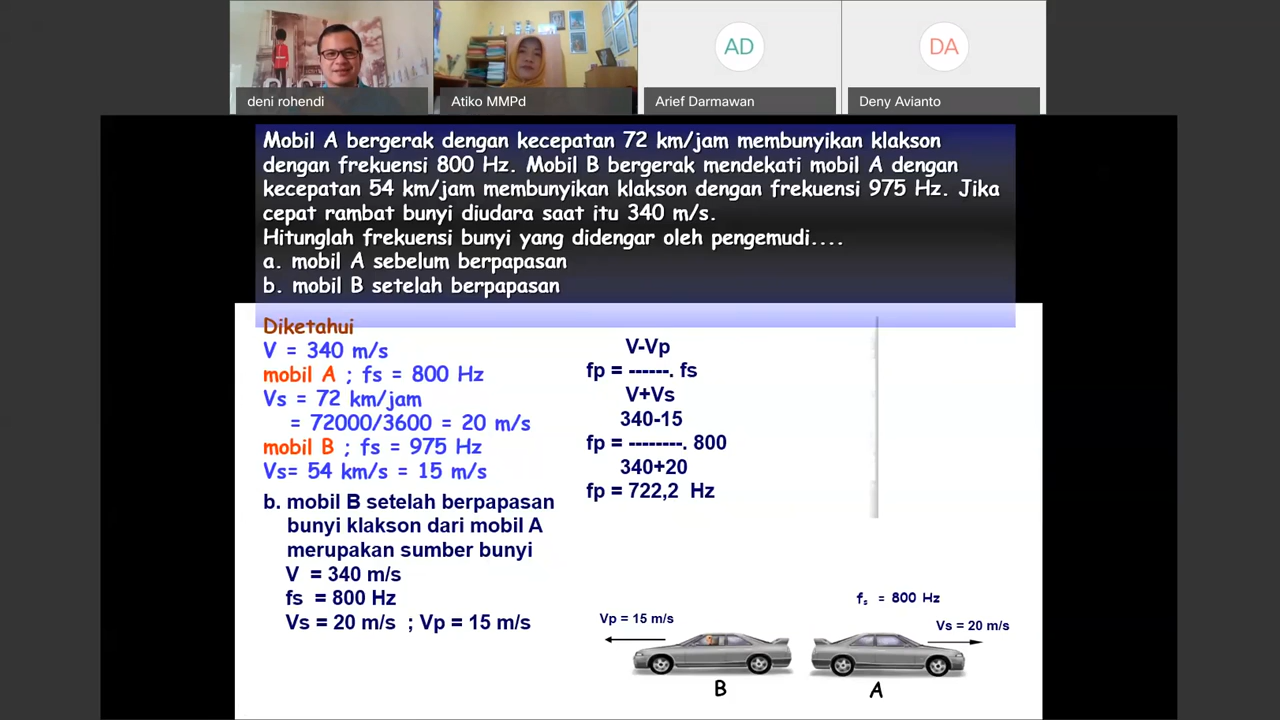 deni rohendi
Atiko MMPd
AD
Arief Darmawan
DA
Deny Avianto
Mobil A bergerak dengan kecepatan 72 km/jam membunyikan klakson
dengan frekuensi 800 Hz. Mobil B bergerak mendekati mobil A dengan
kecepatan 54 km/jam membunyikan klakson dengan frekuensi 975 Hz. Jika
cepat rambat bunyi diudara saat itu 340 m/s.
Hitunglah frekuensi bunyi yang didengar oleh pengemudi....
a. mobil A sebelum berpapasan
b. mobil B setelah berpapasan
Diketahui
V = 340 m/s
mobil A ; fs = 800 Hz
Vs = 72 km/jam
= 72000/3600 = 20 m/s
mobil B ; fs = 975 Hz
Vs= 54 km/s = 15 m/s
b. mobil B setelah berpapasan
bunyi klakson dari mobil A
merupakan sumber bunyi
V = 340 m/s
fs = 800 Hz
Vs = 20 m/s ; Vp = 15 m/s
V-Vp
fp = ------. fs
V+Vs
340-15
fp = --------. 800
340+20
fp = 722,2 Hz
fs = 800 Hz
Vp = 15 m/s
Vs = 20 m/s
B
A